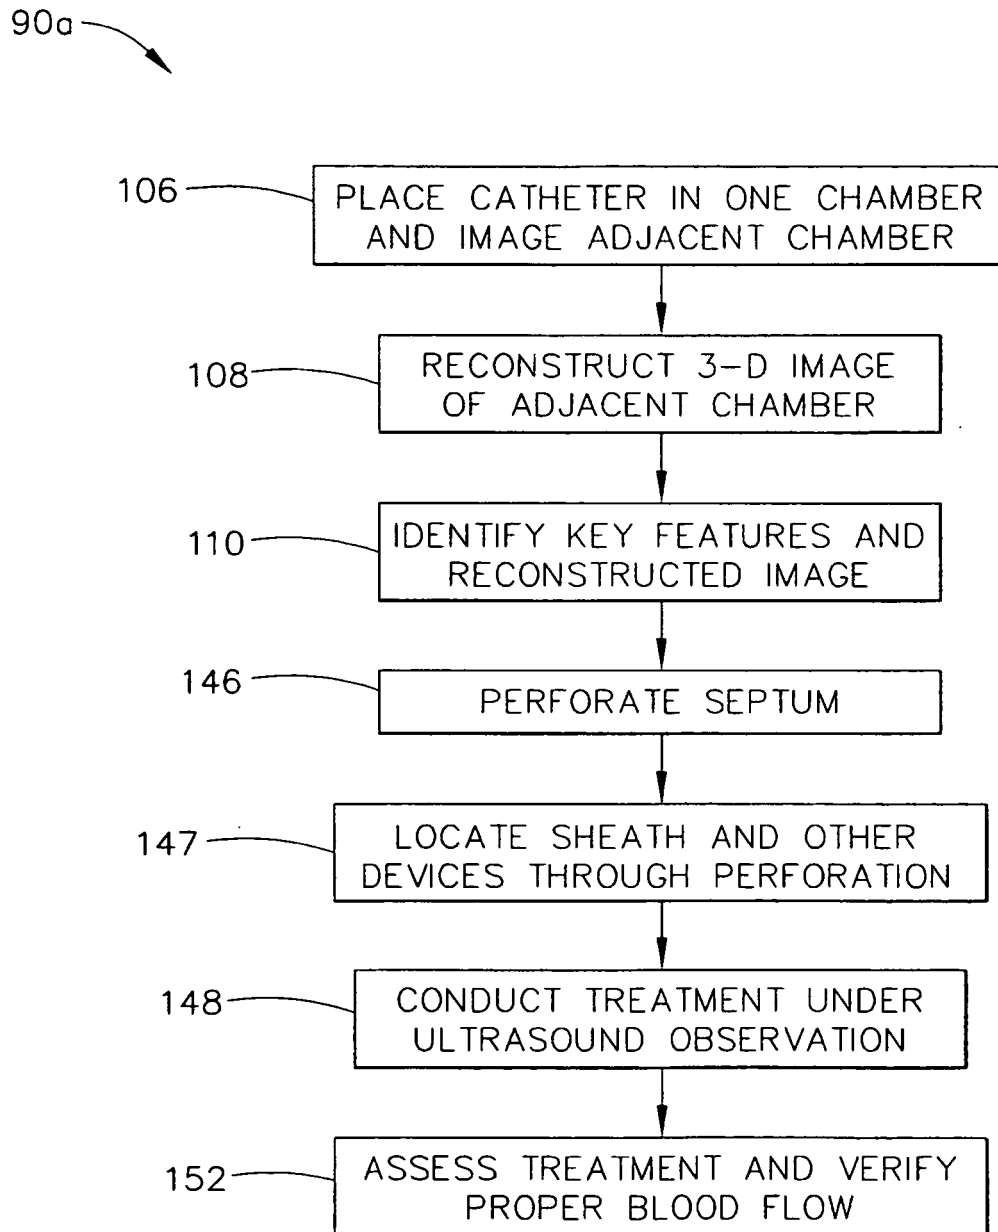 90a
106
PLACE CATHETER IN ONE CHAMBER
AND IMAGE ADJACENT CHAMBER
108
RECONSTRUCT 3-D IMAGE
OF ADJACENT CHAMBER
110
IDENTIFY KEY FEATURES AND
RECONSTRUCTED IMAGE
146
PERFORATE SEPTUM
147
LOCATE SHEATH AND OTHER
DEVICES THROUGH PERFORATION
148
CONDUCT TREATMENT UNDER
ULTRASOUND OBSERVATION
152
ASSESS TREATMENT AND VERIFY
PROPER BLOOD FLOW